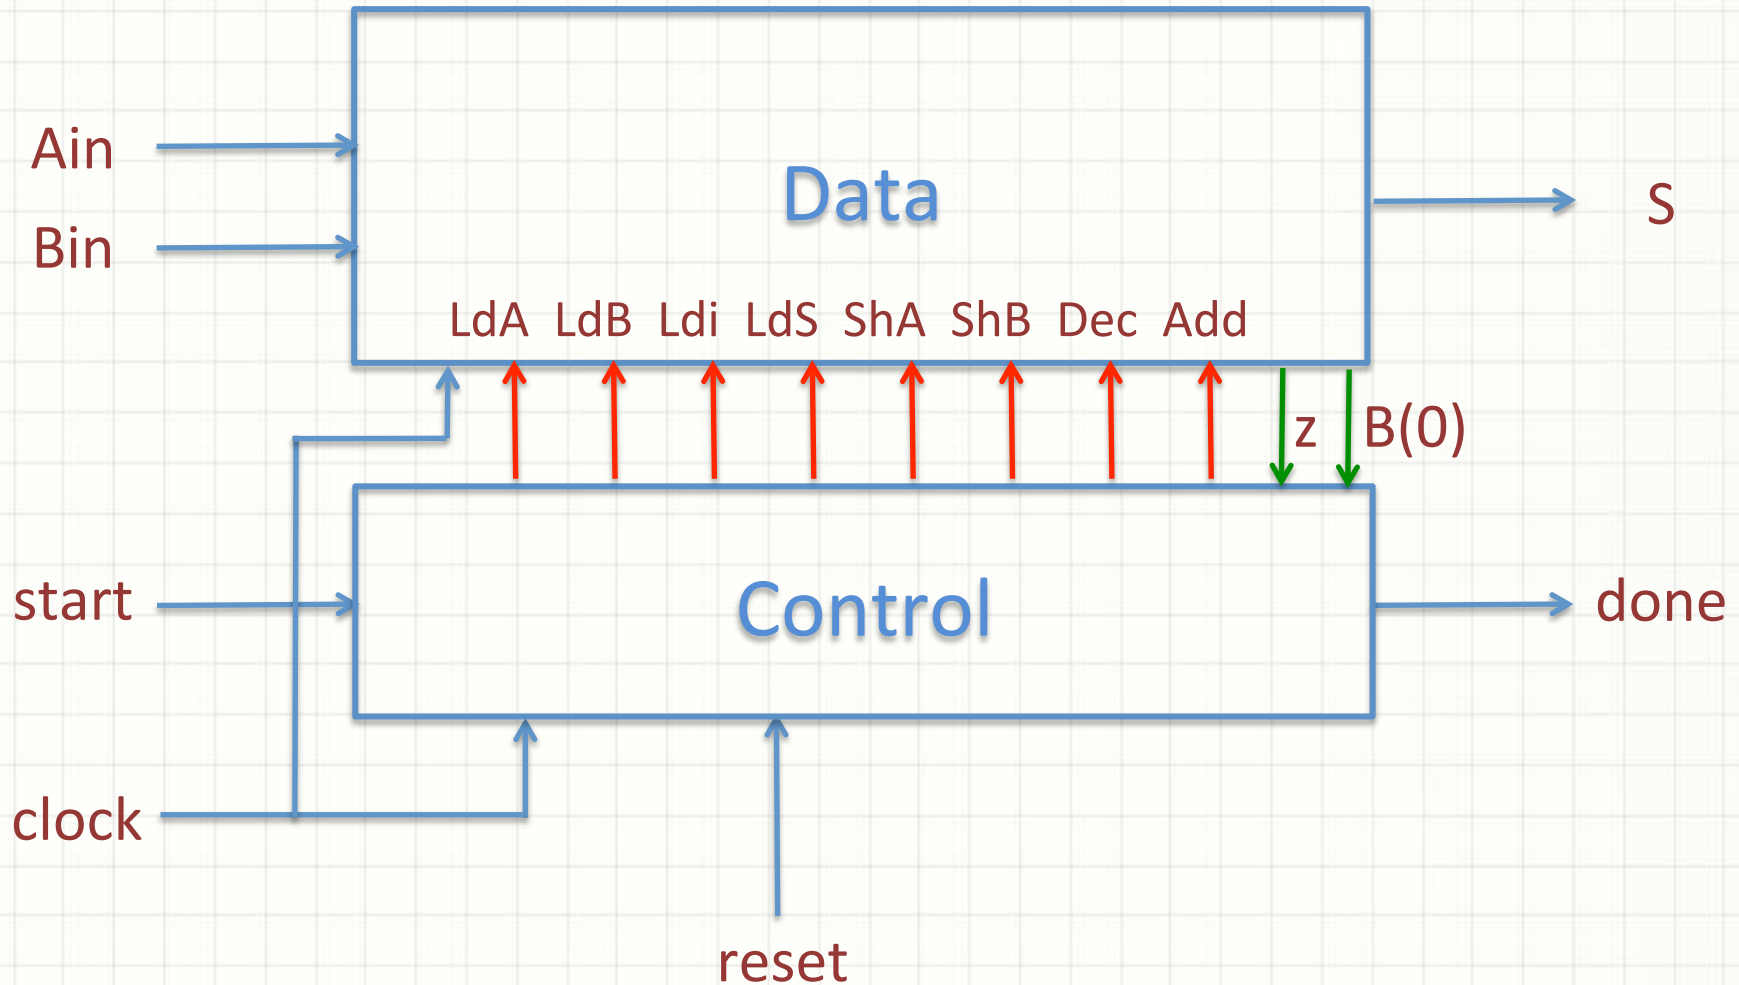 Ain
Data
S
Bin
LdA LdB Ldi LdS ShA ShB Dec Add
z B(0)
start
Control
done
clock
reset